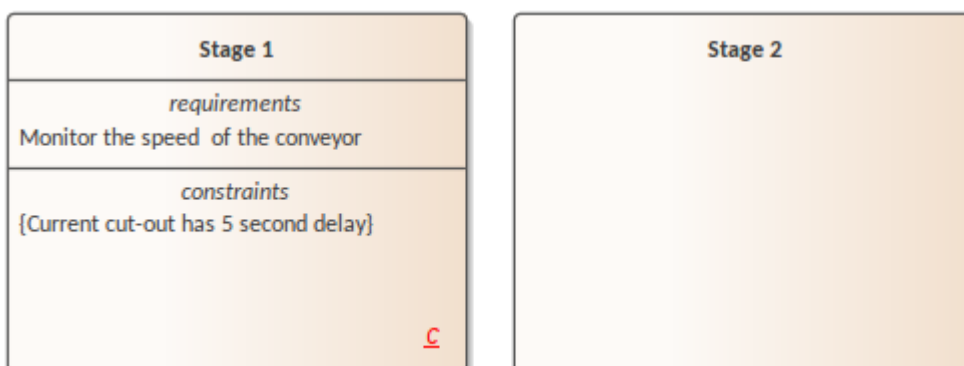 Stage 1
requirements
Monitor the speed  of the conveyor
constraints
{Current cut-out has 5 second delay}
C
Stage 2